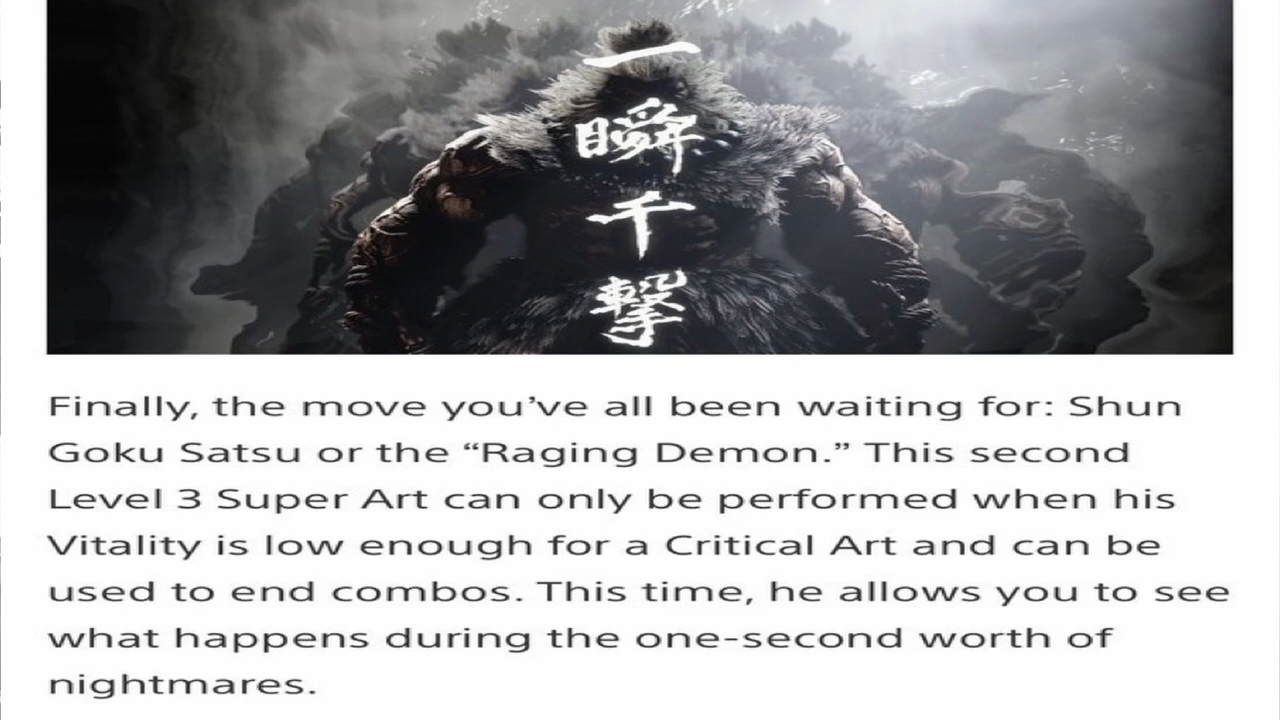 一
瞬
千
撃
Finally, the move you’ve all been waiting for: Shun
Goku Satsu or the “Raging Demon.” This second
Level 3 Super Art can only be performed when his
Vitality is low enough for a Critical Art and can be
used to end combos. This time, he allows you to see
what happens during the one-second worth of
nightmares.